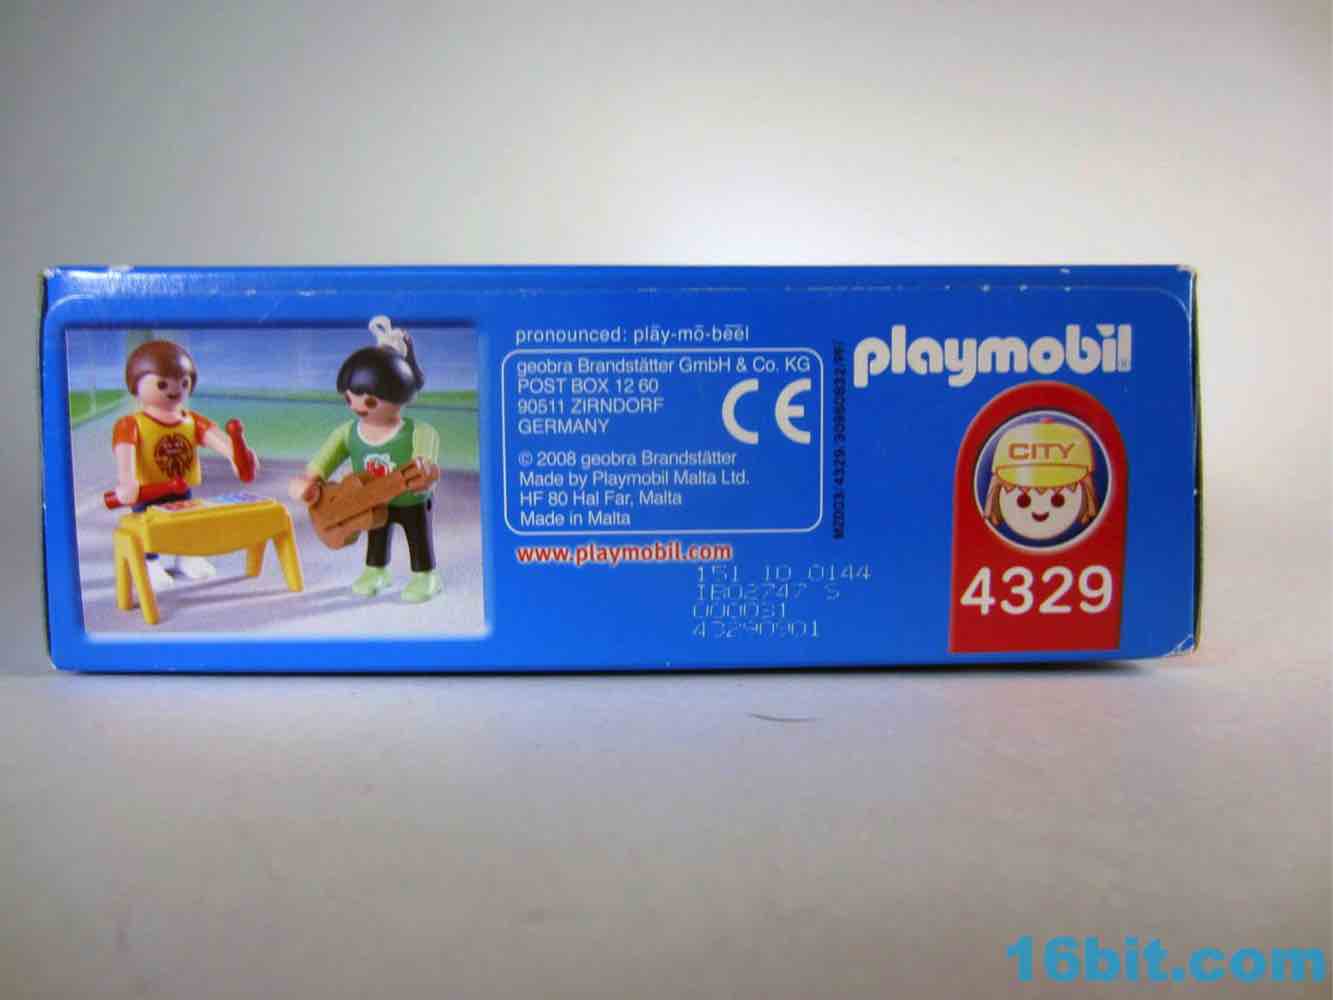 pronounced: plāy-mō-bēēl
geobra Brandstätter GmbH & Co. KG
POST BOX 12 60
90511 ZIRNDORF
GERMANY
CE
© 2008 geobra Brandstätter
Made by Playmobil Malta Ltd.
HF 80 Hal Far, Malta
Made in Malta
www.playmobil.com
151 10 0144
IB02747 S
000031
43290901
playmobil®
CITY
4329
16bit.com